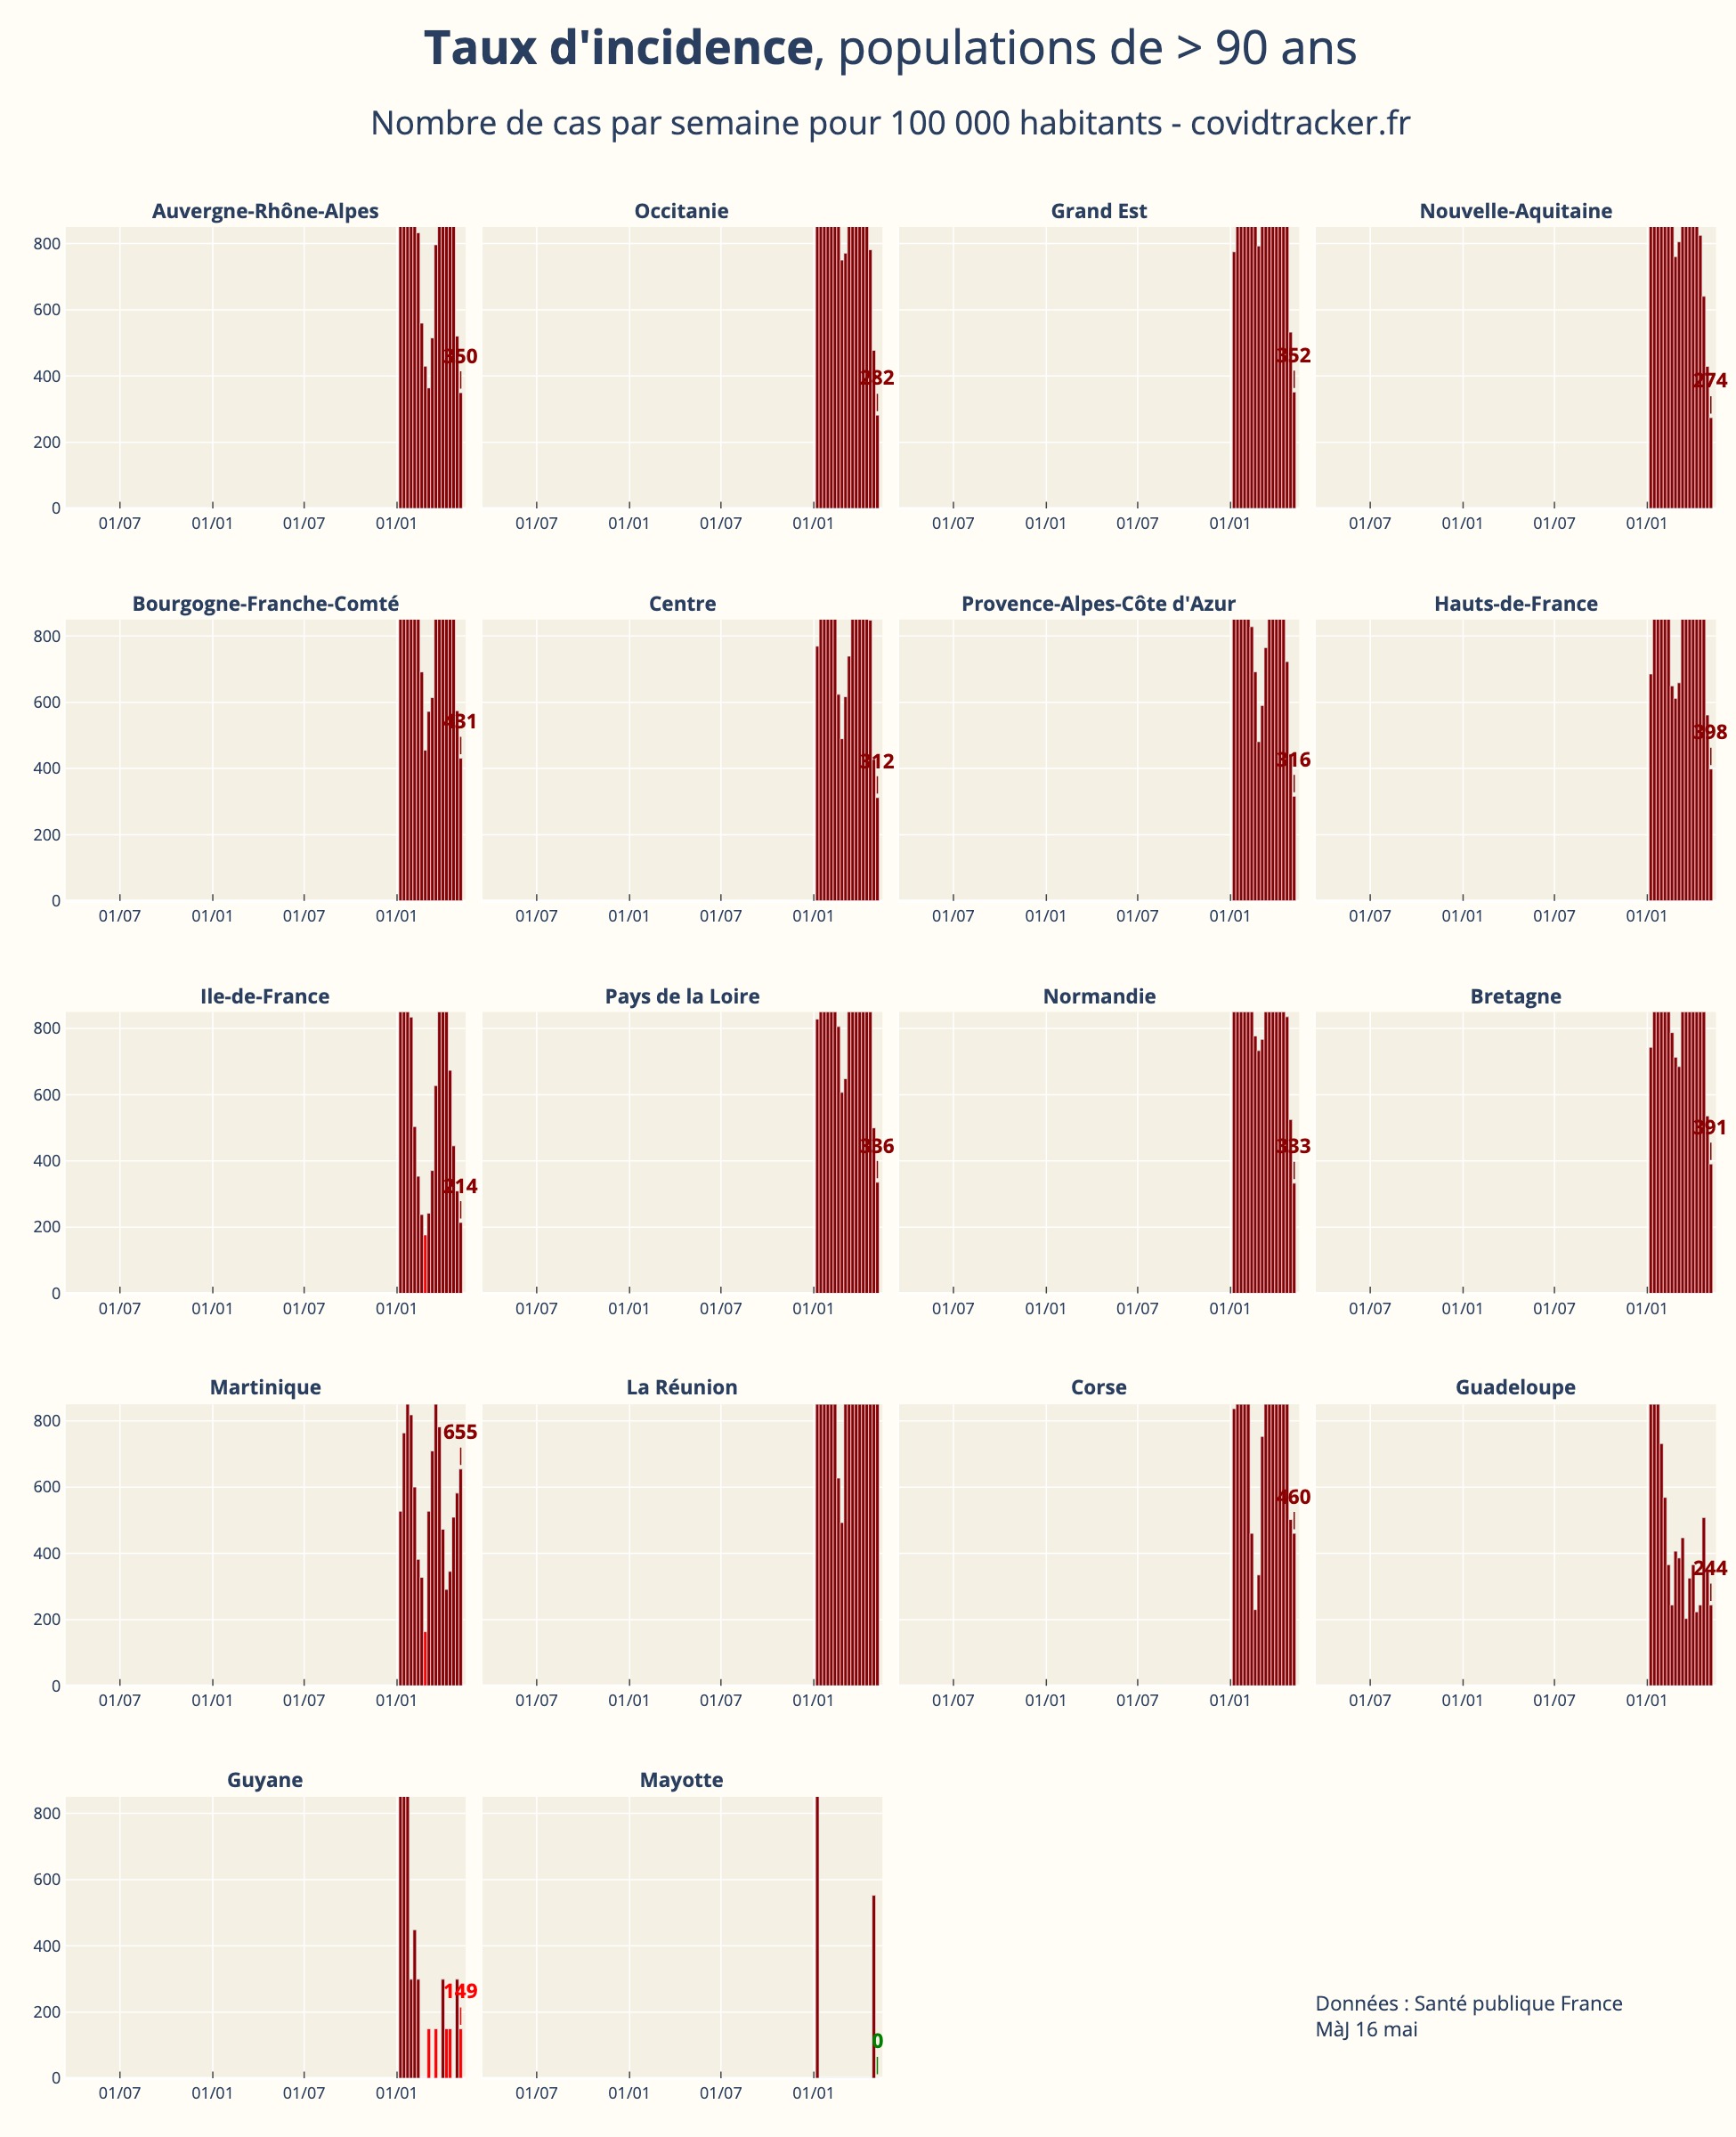 Taux d'incidence, populations de > 90 ans
Nombre de cas par semaine pour 100 000 habitants - covidtracker.fr
Auvergne-Rhône-Alpes Occitanie Grand Est Nouvelle-Aquitaine
800
600
350 352
400 282 274
200
0
01/07 01/01 01/07 01/01 01/07 01/01 01/07 01/01 01/07 01/01 01/07 01/01 01/07 01/01 01/07 01/01
Bourgogne-Franche-Comté Centre Provence-Alpes-Côte d'Azur Hauts-de-France
800
600
431 312 316 398
400
200
0
01/07 01/01 01/07 01/01 01/07 01/01 01/07 01/01 01/07 01/01 01/07 01/01 01/07 01/01 01/07 01/01
Ile-de-France Pays de la Loire Normandie Bretagne
800
600
391
336 333
400
214
200
0
01/07 01/01 01/07 01/01 01/07 01/01 01/07 01/01 01/07 01/01 01/07 01/01 01/07 01/01 01/07 01/01
Martinique La Réunion Corse Guadeloupe
800
655
600
460
400
244
200
0
01/07 01/01 01/07 01/01 01/07 01/01 01/07 01/01 01/07 01/01 01/07 01/01 01/07 01/01 01/07 01/01
Guyane Mayotte
800
600
400
149
200
0
0
01/07 01/01 01/07 01/01 01/07 01/01 01/07 01/01
Données : Santé publique France
MàJ 16 mai